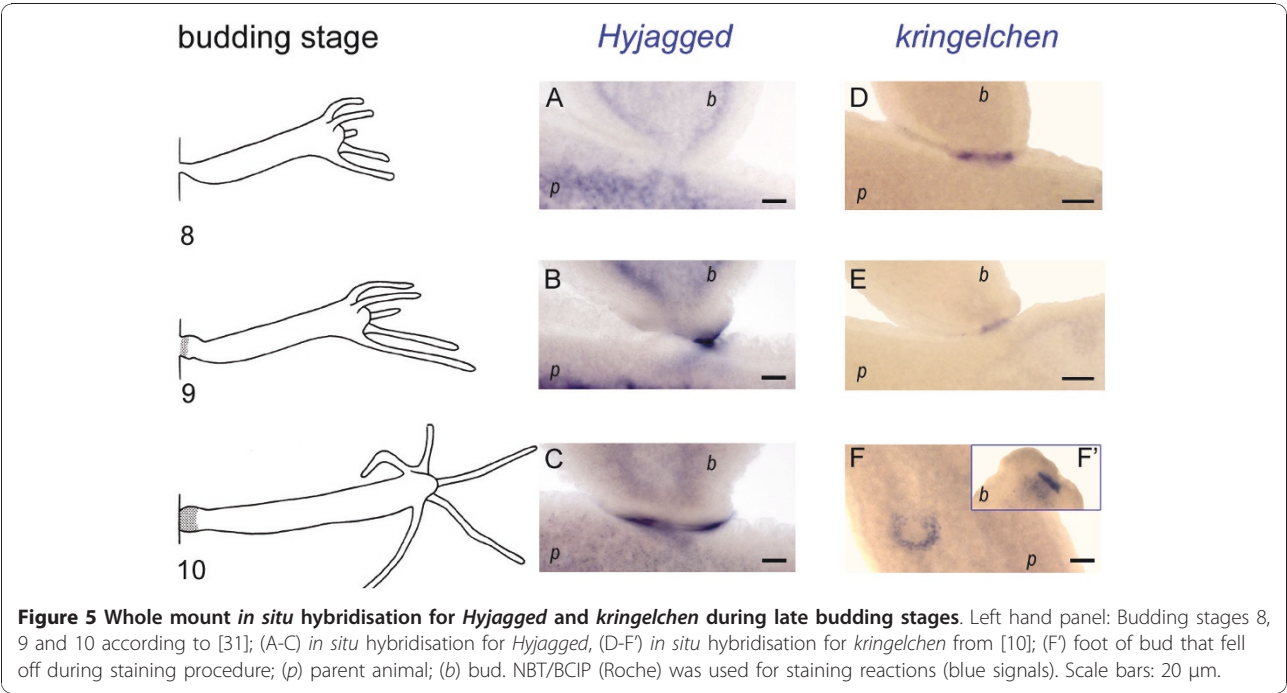 budding stage
Hyjagged
kringelchen
A
b
p
D
b
p
8
B
b
p
E
b
p
9
C
b
p
F
F'
b
p
10
Figure 5 Whole mount in situ hybridisation for Hyjagged and kringelchen during late budding stages. Left hand panel: Budding stages 8,
9 and 10 according to [31]; (A-C) in situ hybridisation for Hyjagged, (D-F') in situ hybridisation for kringelchen from [10]; (F') foot of bud that fell
off during staining procedure; (p) parent animal; (b) bud. NBT/BCIP (Roche) was used for staining reactions (blue signals). Scale bars: 20 μm.